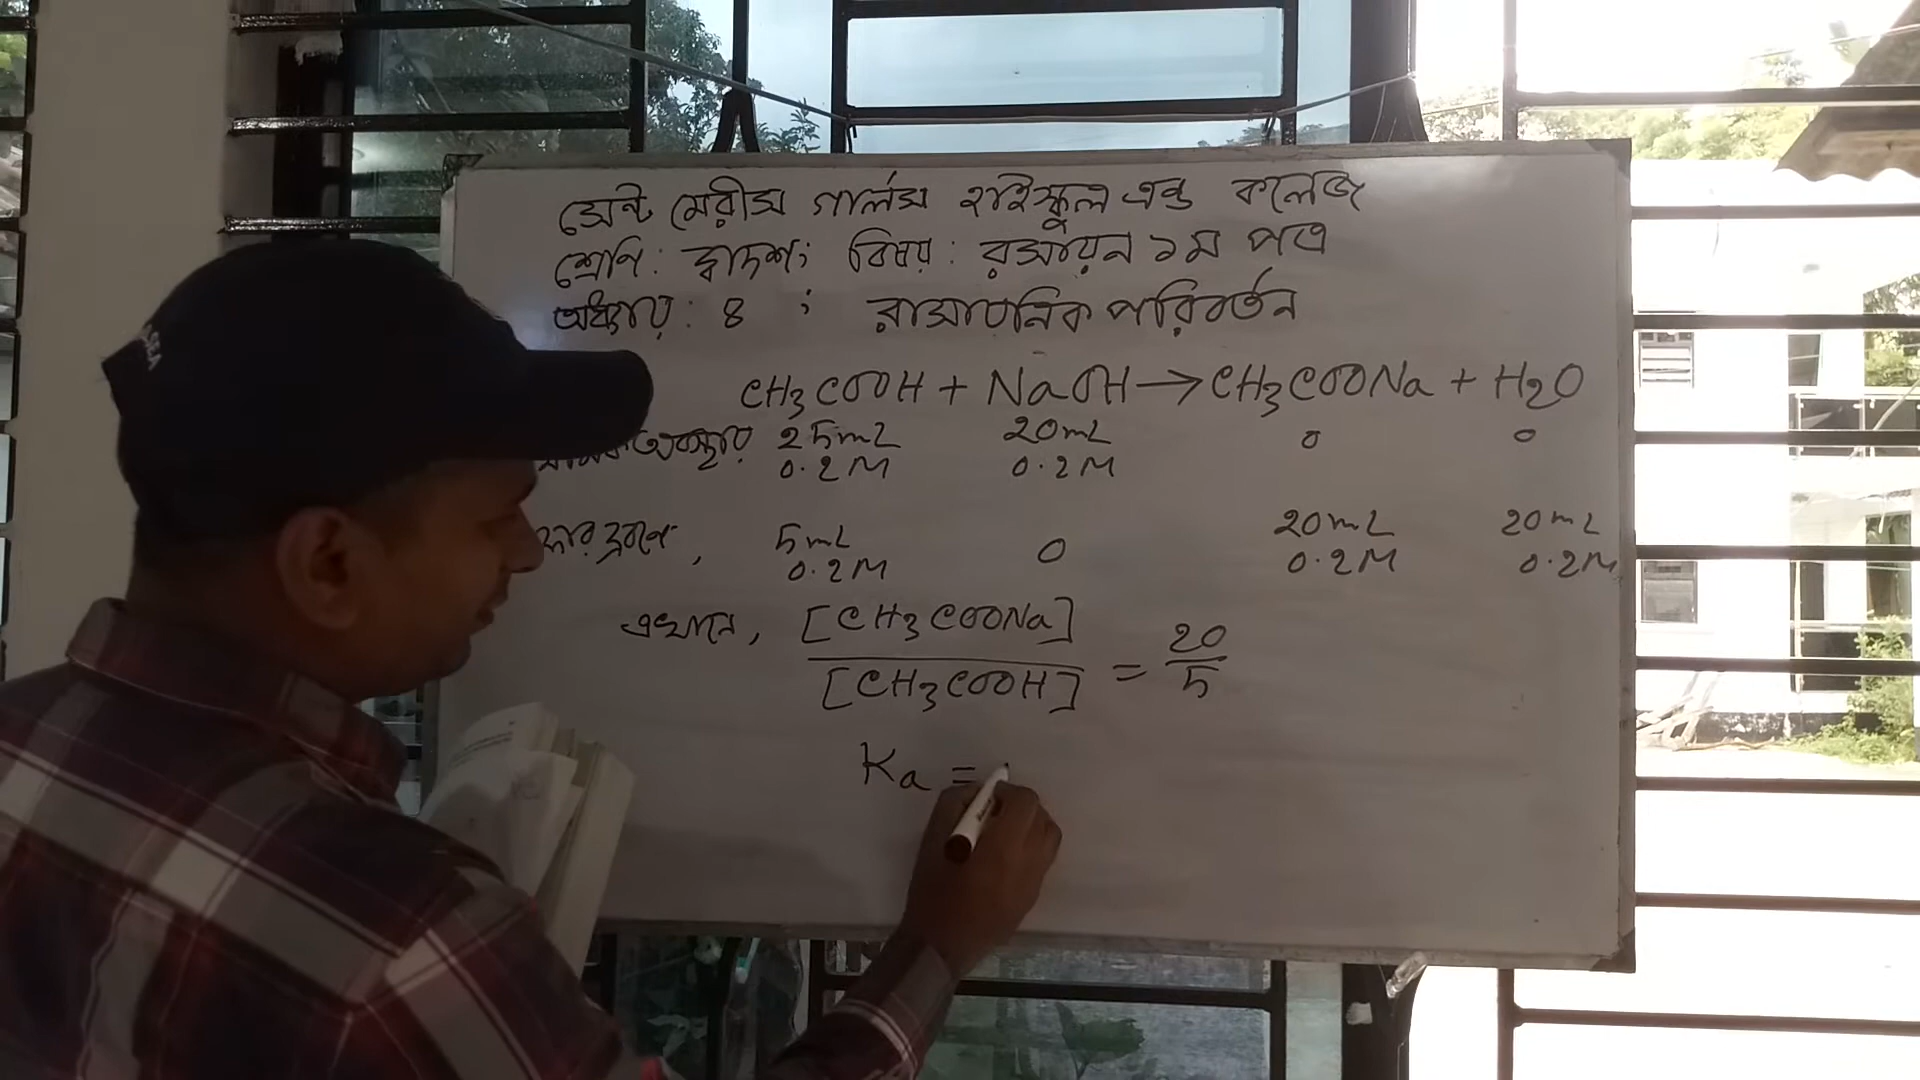 সেন্ট মেরীস গার্লস হাইস্কুল এন্ড কলেজ
শ্রেণি: দ্বাদশ; বিষয়: রসায়ন ১ম পত্র
অধ্যায়: ৪ ; রাসায়নিক পরিবর্তন
CH3COOH + NaOH → CH3COONa + H2O
অবস্থায় 25mL 20mL 0 0
0.2M 0.2M
5mL 0 20mL 20mL
0.2M 0.2M 0.2M
এখানে, [CH3COONa] / [CH3COOH] = 20/5
Ka =